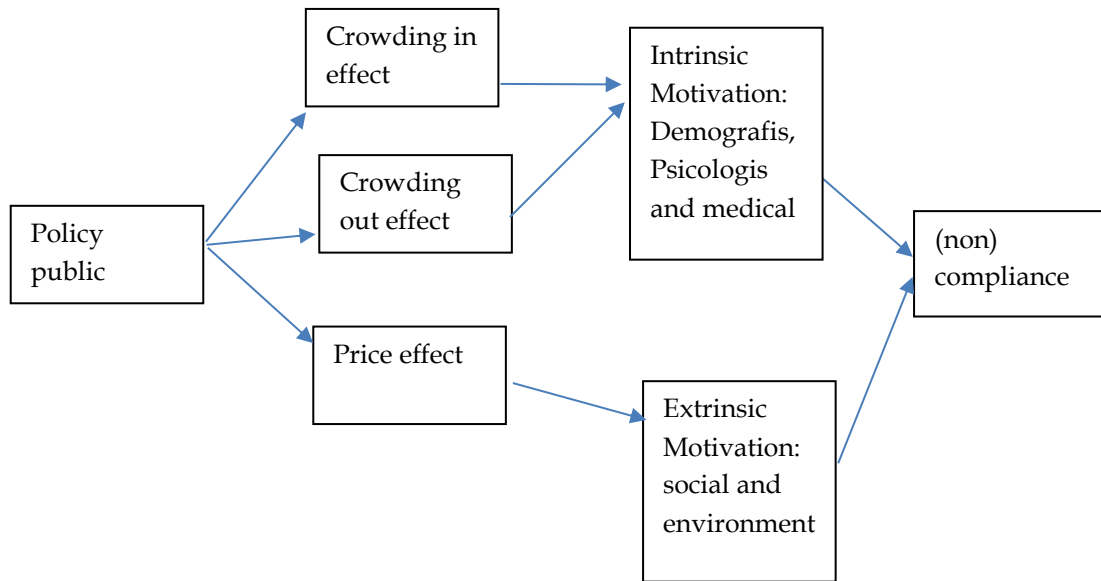 Policy
public
Crowding in
effect
Crowding
out effect
Price effect
Intrinsic
Motivation:
Demografis,
Psicologis
and medical
Extrinsic
Motivation:
social and
environment
(non)
compliance